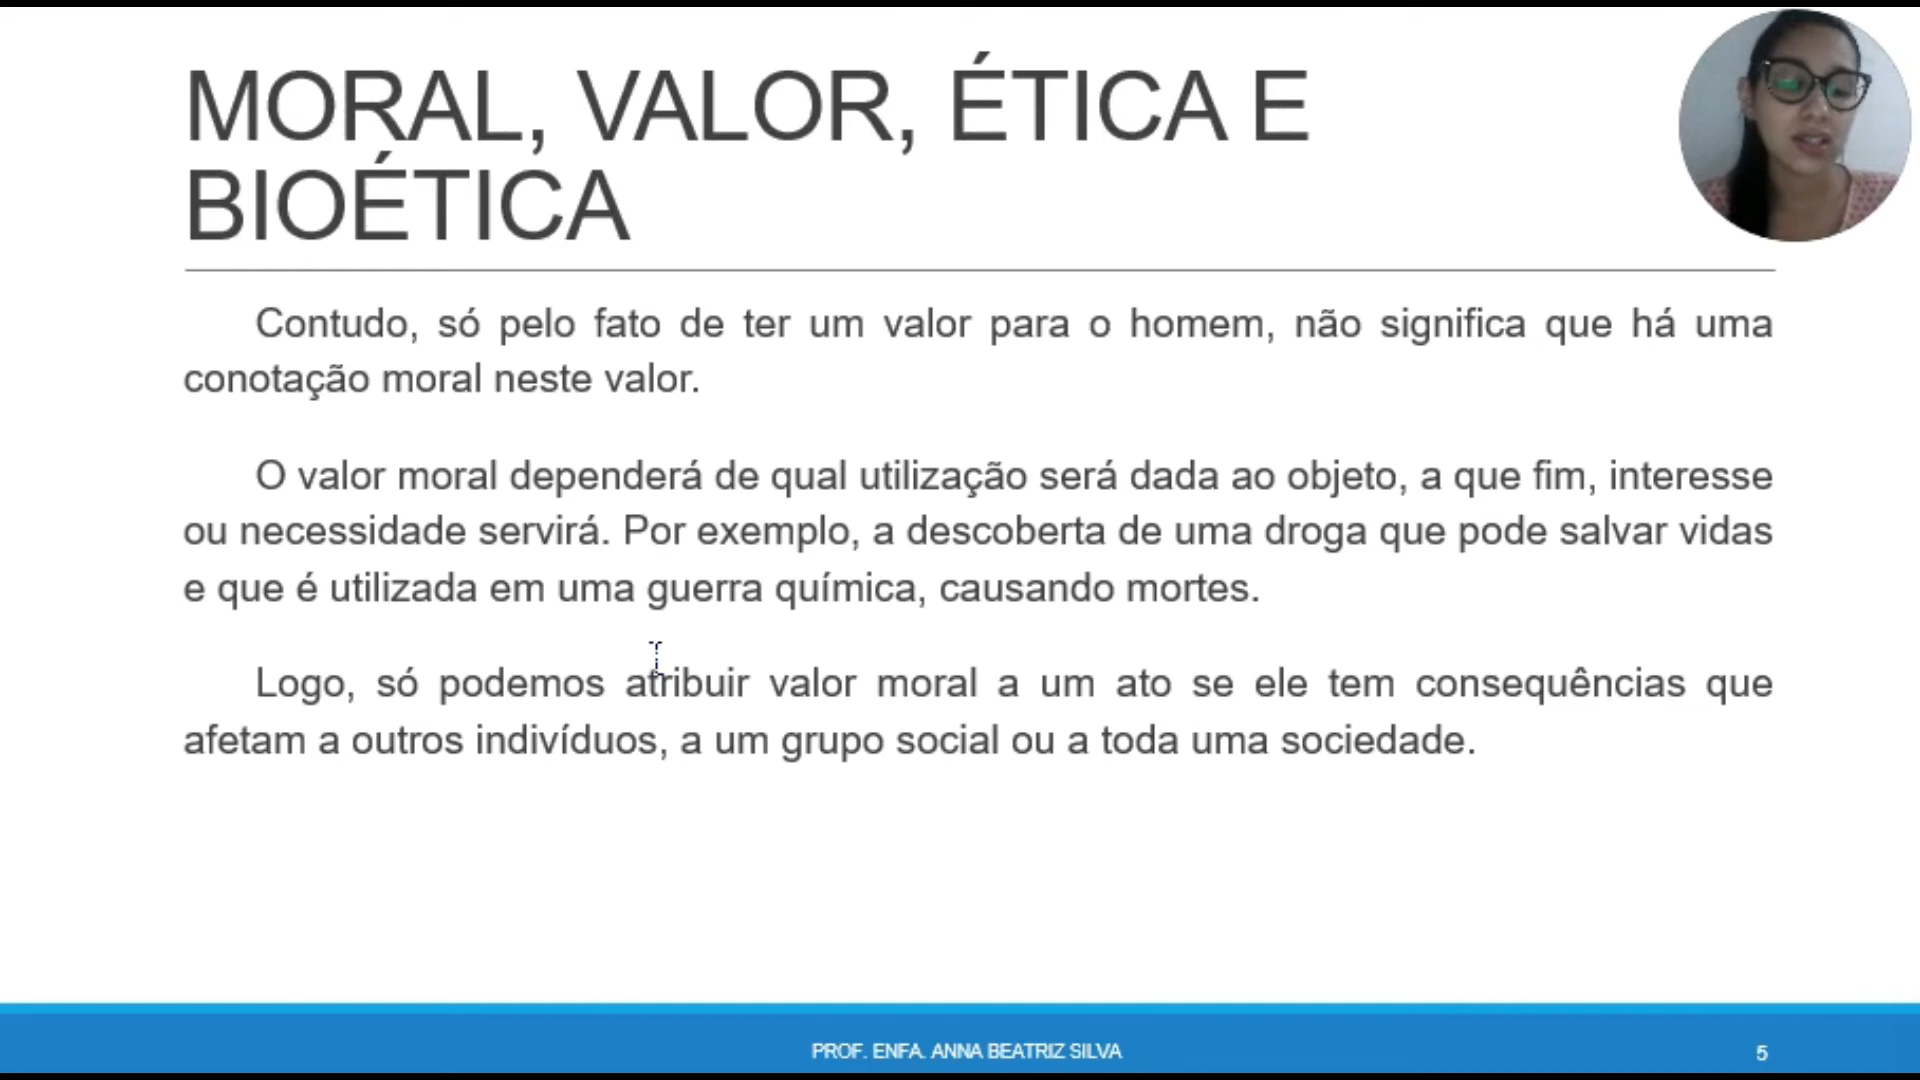 MORAL, VALOR, ÉTICA E
BIOÉTICA
Contudo, só pelo fato de ter um valor para o homem, não significa que há uma
conotação moral neste valor.
O valor moral dependerá de qual utilização será dada ao objeto, a que fim, interesse
ou necessidade servirá. Por exemplo, a descoberta de uma droga que pode salvar vidas
e que é utilizada em uma guerra química, causando mortes.
Logo, só podemos atribuir valor moral a um ato se ele tem consequências que
afetam a outros indivíduos, a um grupo social ou a toda uma sociedade.
PROF. ENFA. ANNA BEATRIZ SILVA
5